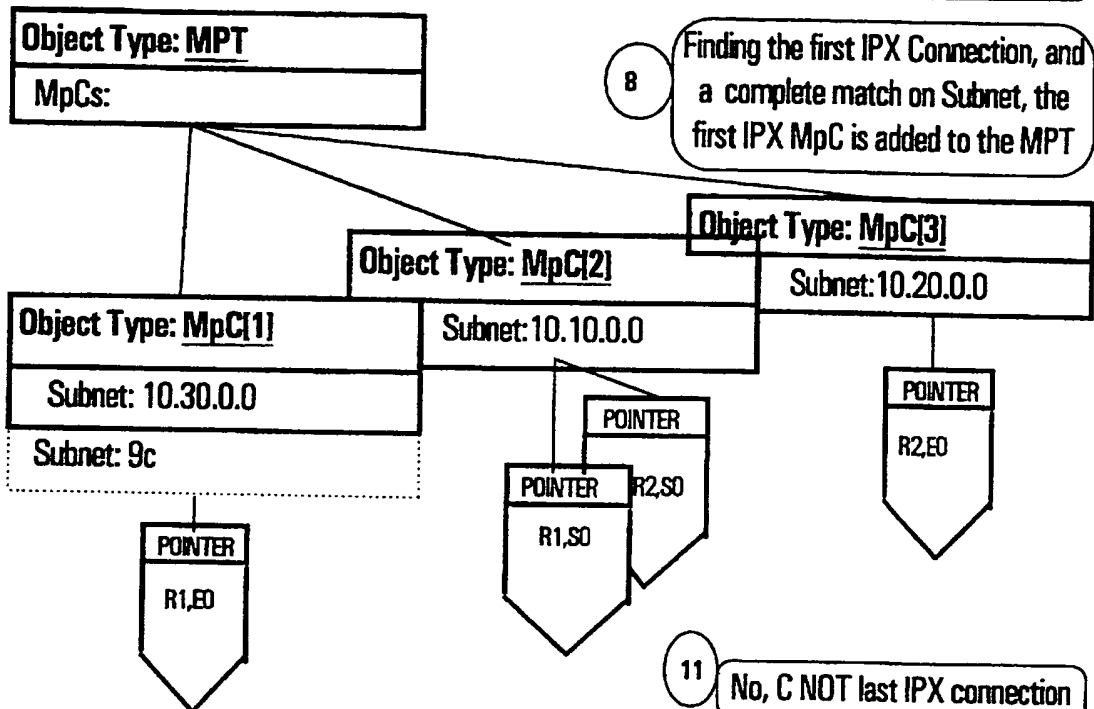 Object Type: MPT
MpCs:
8
Finding the first IPX Connection, and
a complete match on Subnet, the
first IPX MpC is added to the MPT
Object Type: MpC[3]
Subnet:10.20.0.0
Object Type: MpC[2]
Subnet:10.10.0.0
Object Type: MpC[1]
Subnet: 10.30.0.0
Subnet: 9c
POINTER
R1,E0
POINTER
R1,S0
POINTER
R2,S0
POINTER
R2,E0
11
No, C NOT last IPX connection